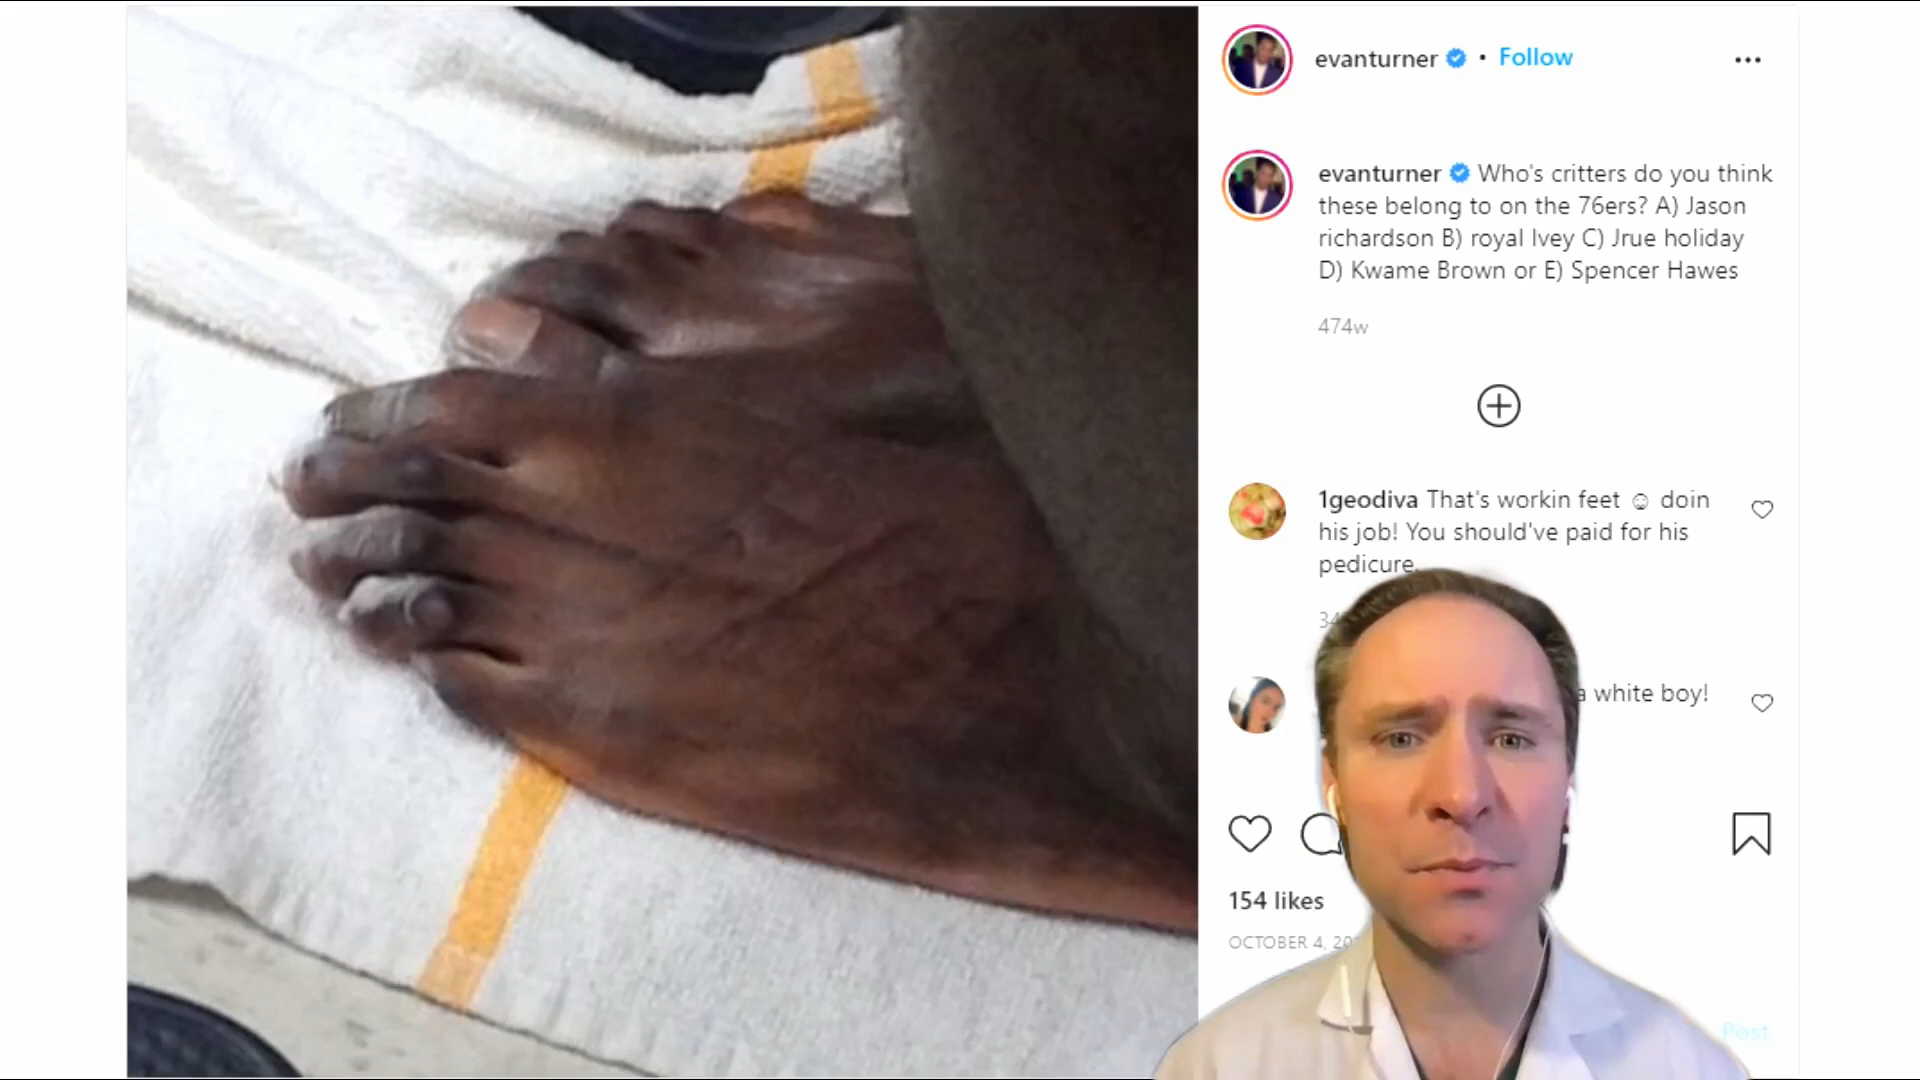 evanturner • Follow
evanturner Who's critters do you think
these belong to on the 76ers? A) Jason
richardson B) royal Ivey C) Jrue holiday
D) Kwame Brown or E) Spencer Hawes
474w
1geodiva That's workin feet ☺ doin
his job! You should've paid for his
pedicure.
a white boy!
154 likes
OCTOBER 4, 20
Post